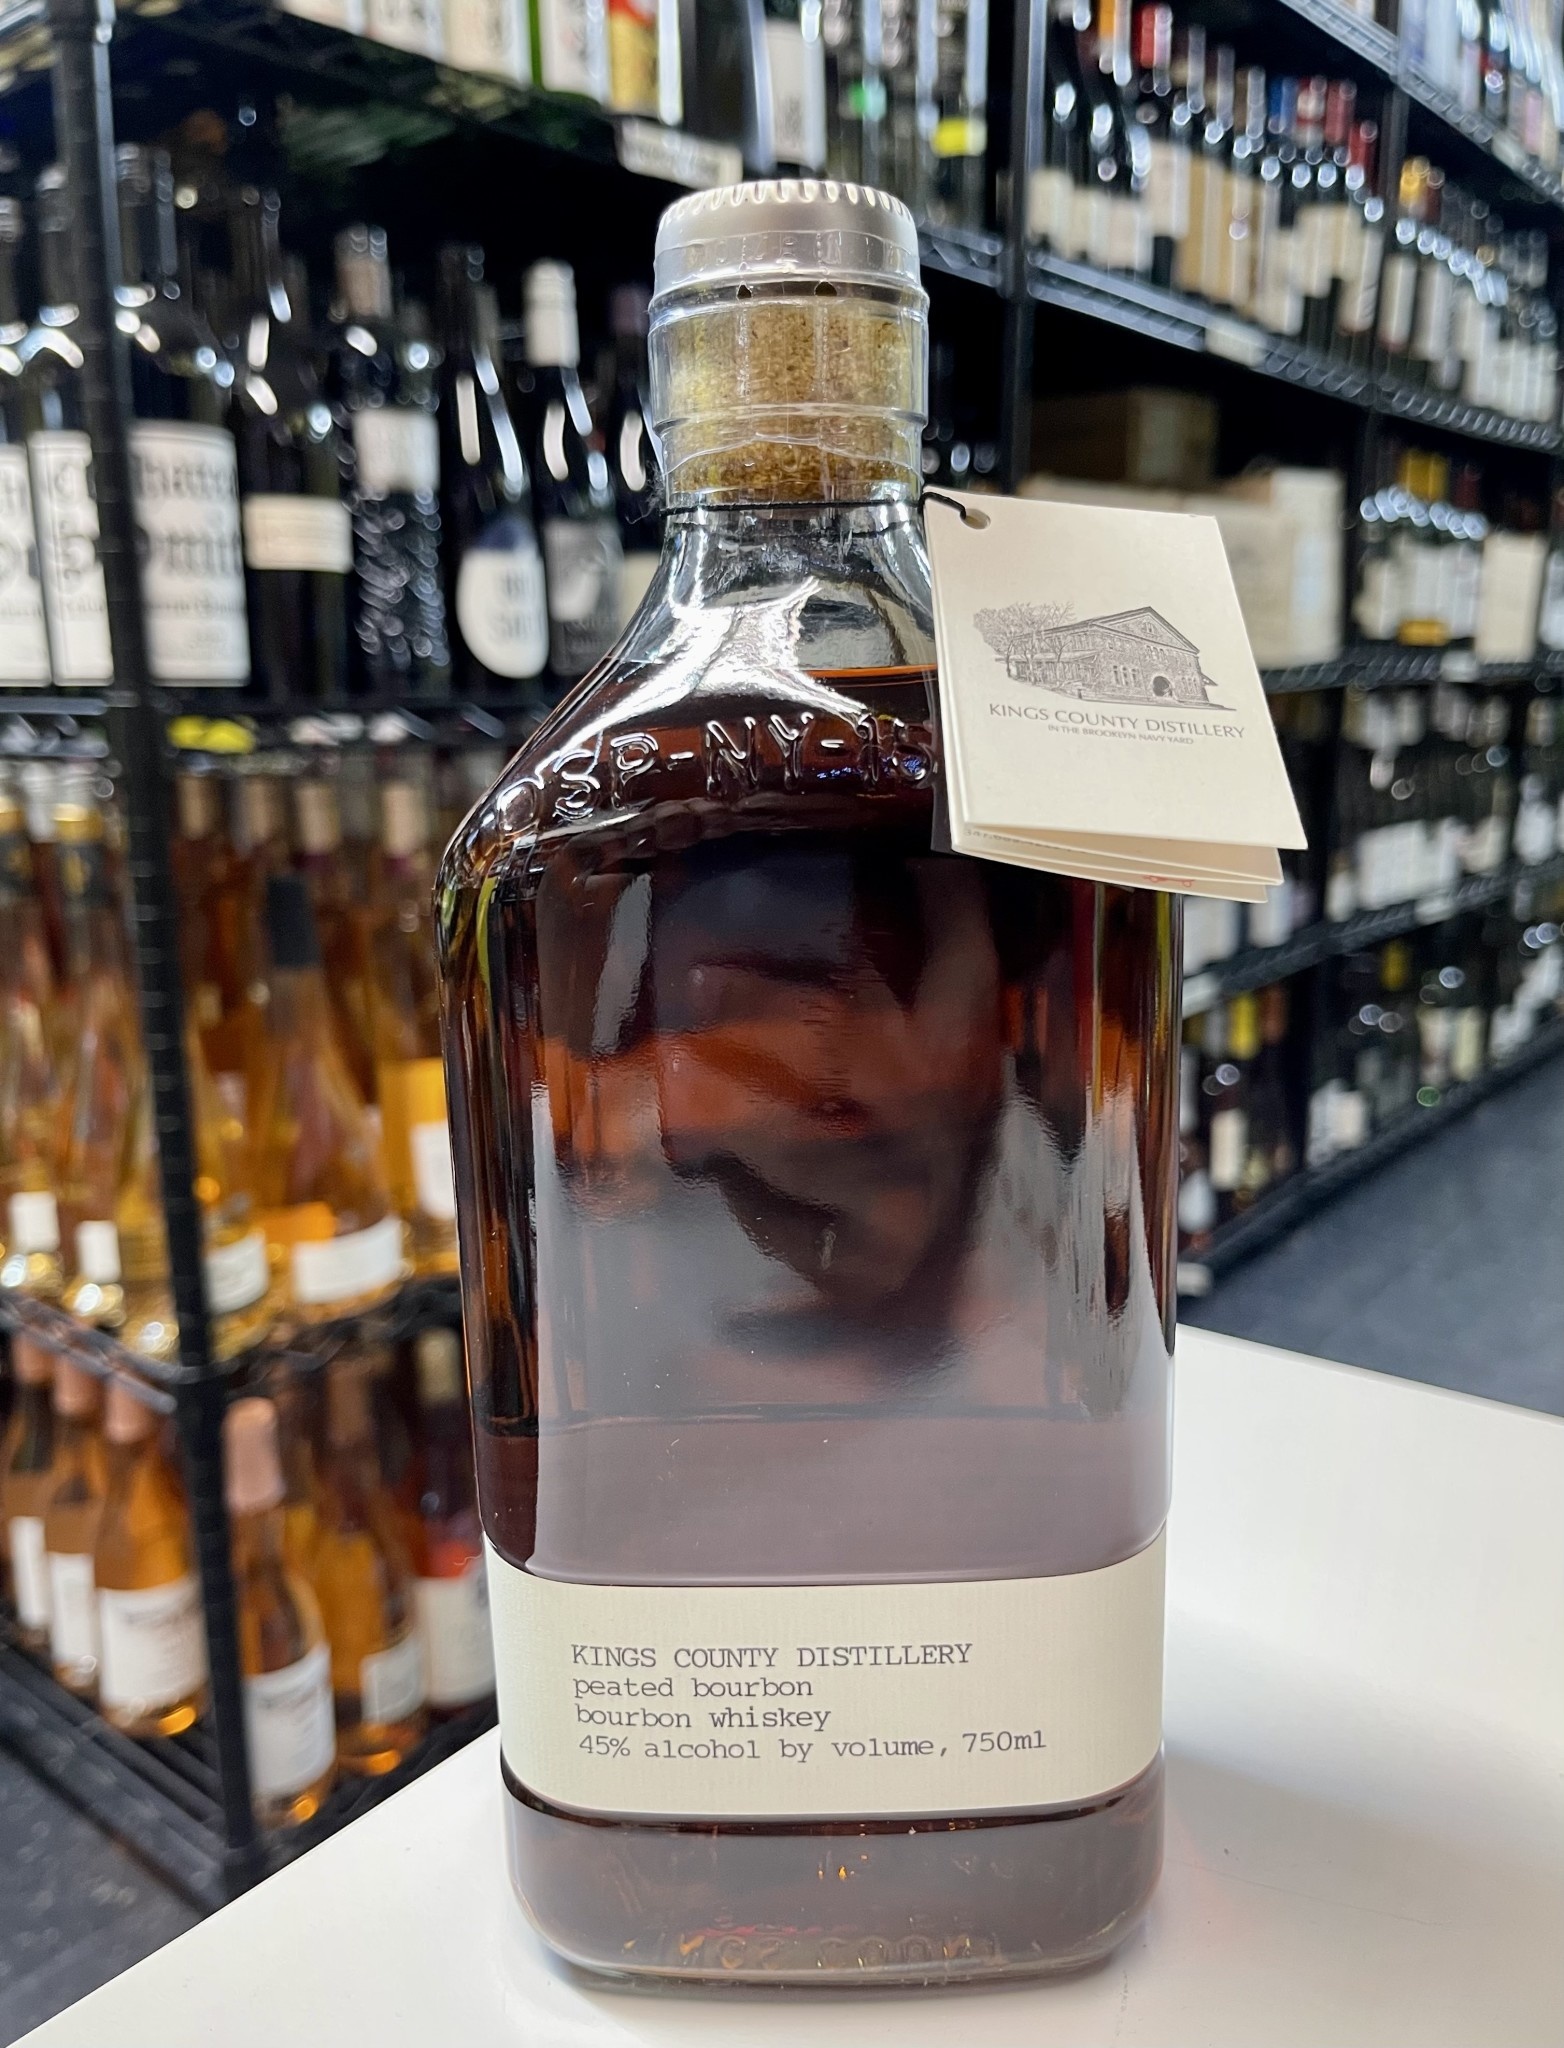 DSP-NY-15
KINGS COUNTY DISTILLERY
IN THE BROOKLYN NAVY YARD
KINGS COUNTY DISTILLERY
peated bourbon
bourbon whiskey
45% alcohol by volume, 750ml